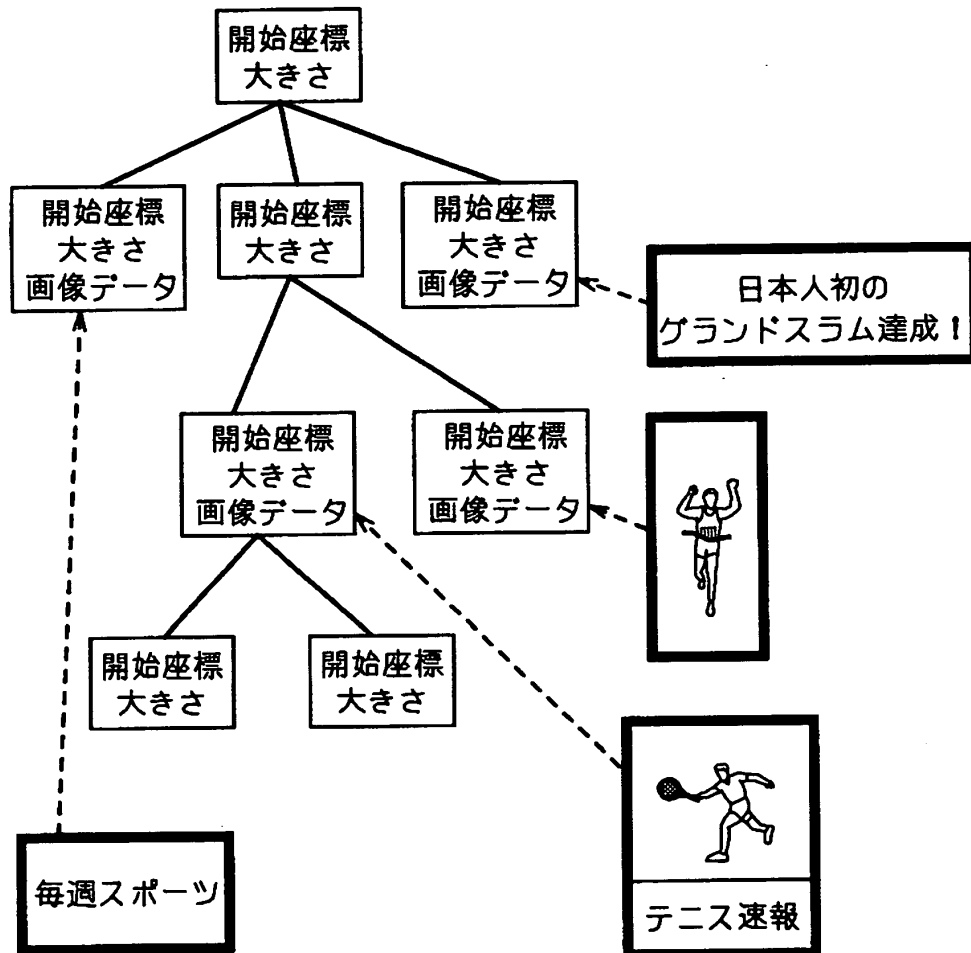 開始座標
大きさ
開始座標
大きさ
画像データ
開始座標
大きさ
開始座標
大きさ
画像データ
日本人初の
グランドスラム達成！
開始座標
大きさ
画像データ
開始座標
大きさ
画像データ
開始座標
大きさ
開始座標
大きさ
毎週スポーツ
テニス速報